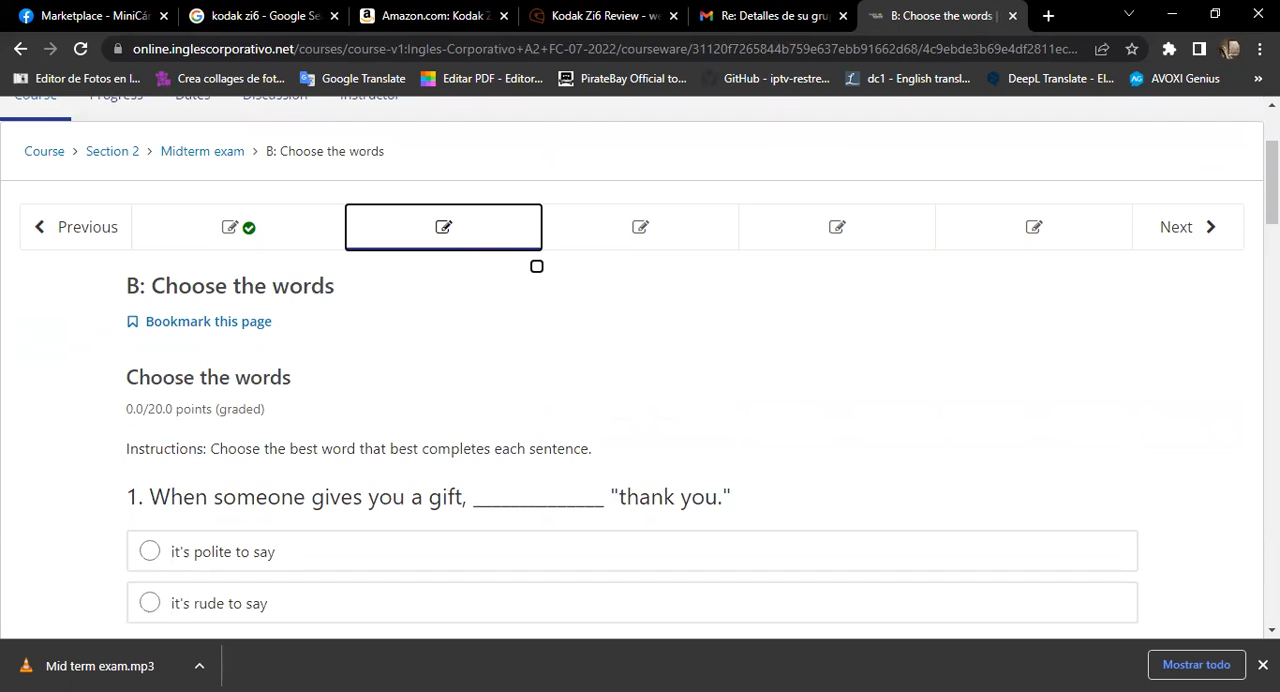 Marketplace - MiniCá
kodak zi6 - Google Se
Amazon.com: Kodak Z
Kodak Zi6 Review - we
Re: Detalles de su gru
B: Choose the words |
online.inglescorporativo.net/courses/course-v1:Ingles-Corporativo+A2+FC-07-2022/courseware/31120f7265844b759e637ebb91662d68/4c9ebde3b69e4df2811ec...
Editor de Fotos en l...
Crea collages de fot...
Google Translate
Editar PDF - Editor...
PirateBay Official to...
GitHub - iptv-restre...
dc1 - English transl...
DeepL Translate - El...
AVOXI Genius
»
Course Progress Dates Discussion Instructor
Course > Section 2 > Midterm exam > B: Choose the words
Previous
Next
B: Choose the words
Bookmark this page
Choose the words
0.0/20.0 points (graded)
Instructions: Choose the best word that best completes each sentence.
1. When someone gives you a gift, _____________ "thank you."
it's polite to say
it's rude to say
Mid term exam.mp3
Mostrar todo